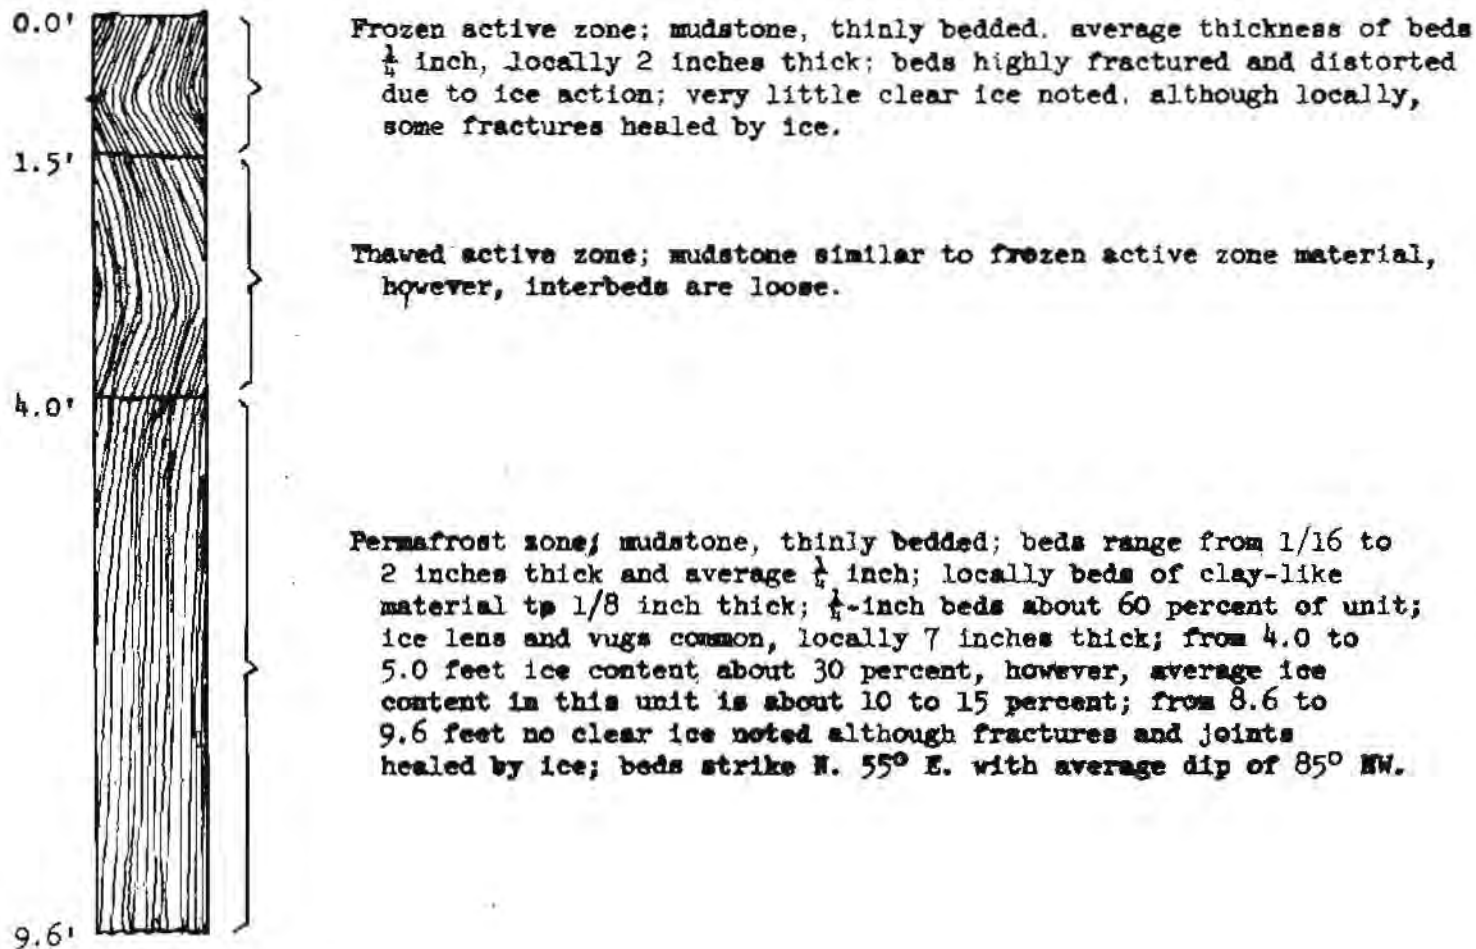 0.0'
Frozen active zone; mudstone, thinly bedded. average thickness of beds
¼ inch, locally 2 inches thick; beds highly fractured and distorted
due to ice action; very little clear ice noted. although locally,
some fractures healed by ice.
1.5'
Thawed active zone; mudstone similar to frozen active zone material,
however, interbeds are loose.
4.0'
Permafrost zone; mudstone, thinly bedded; beds range from 1/16 to
2 inches thick and average ¼ inch; locally beds of clay-like
material tp 1/8 inch thick; ¼-inch beds about 60 percent of unit;
ice lens and vugs common, locally 7 inches thick; from 4.0 to
5.0 feet ice content about 30 percent, however, average ice
content in this unit is about 10 to 15 percent; from 8.6 to
9.6 feet no clear ice noted although fractures and joints
healed by ice; beds strike N. 55° E. with average dip of 85° NW.
9.6'